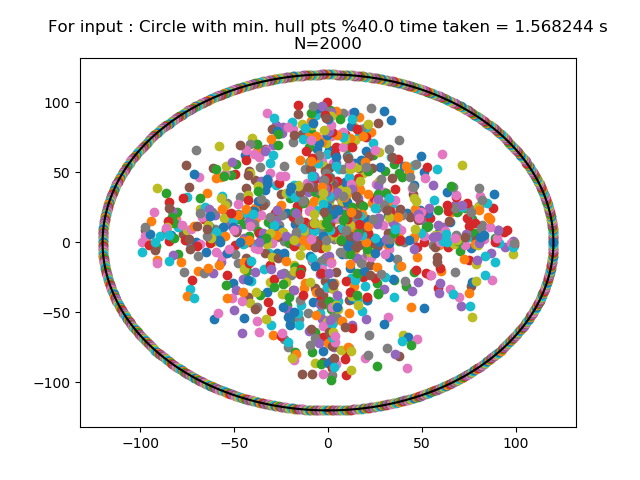 For input : Circle with min. hull pts %40.0 time taken = 1.568244 s
N=2000
100
50
0
−50
−100
−100 −50 0 50 100